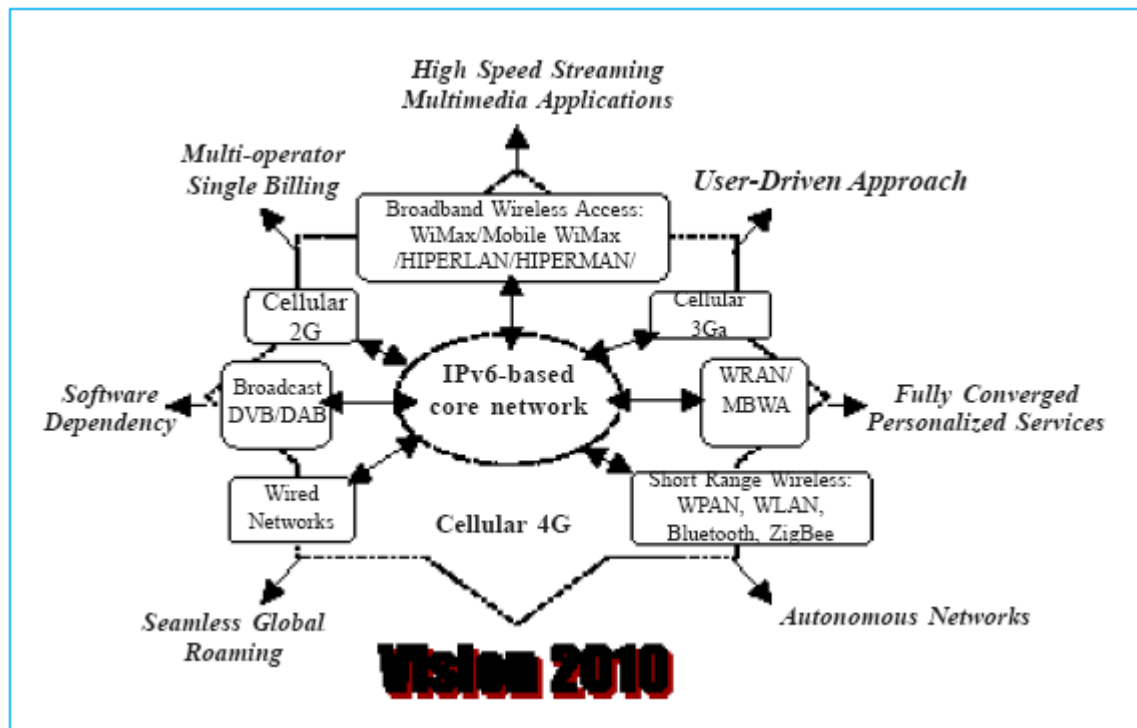 High Speed Streaming
Multimedia Applications
Multi-operator
Single Billing
User-Driven Approach
Broadband Wireless Access:
WiMax/Mobile WiMax
/HIPERLAN/HIPERMAN/
Cellular
2G
Cellular
3Ga
IPv6-based
core network
Broadcast
DVB/DAB
WRAN/
MBWA
Software
Dependency
Fully Converged
Personalized Services
Wired
Networks
Short Range Wireless:
WPAN, WLAN,
Bluetooth, ZigBee
Cellular 4G
Seamless Global
Roaming
Autonomous Networks
Vision 2010